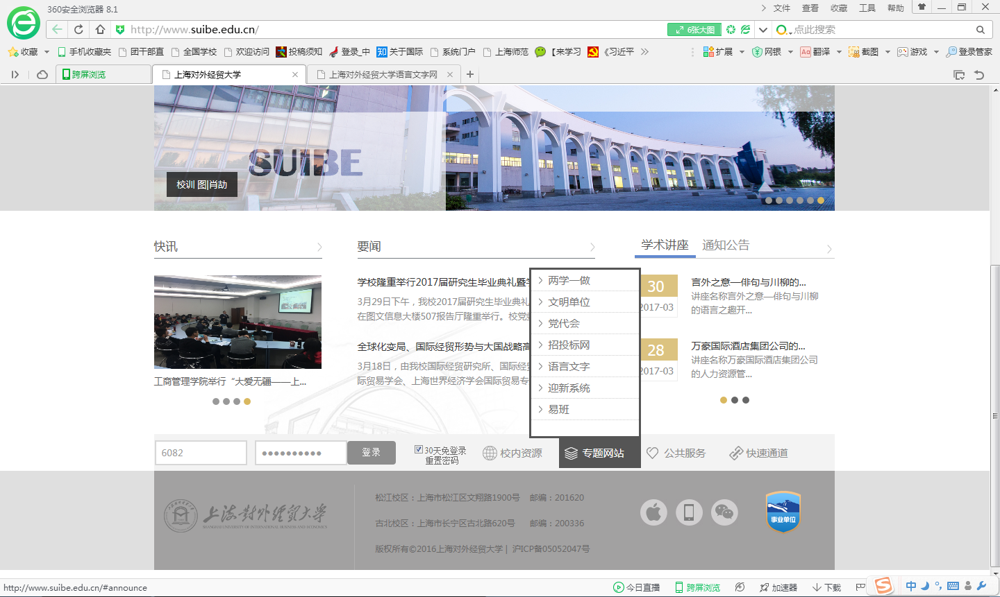 360安全浏览器 8.1
文件 查看 收藏 工具 帮助
http://www.suibe.edu.cn/
6张大图
点此搜索
收藏 手机收藏夹 团干部直 全国学校 欢迎访问 投稿须知 登录_中 关于国际 系统门户 上海师范 【来学习 《习近平 扩展 网银 翻译 截图 游戏 登录管家
跨屏浏览 上海对外经贸大学 上海对外经贸大学语言文字网
SUIBE
校训 图|肖劼
快讯
要闻
学术讲座 通知公告
工商管理学院举行“大爱无疆——上...
学校隆重举行2017届研究生毕业典礼暨学
3月29日下午，我校2017届研究生毕业典礼
在图文信息大楼507报告厅隆重举行。校党
全球化变局、国际经贸形势与大国战略高
3月18日，由我校国际经贸研究所、国际经
际贸易学会、上海世界经济学会国际贸易专
两学一做
文明单位
党代会
招投标网
语言文字
迎新系统
易班
30
2017-03
言外之意—俳句与川柳的...
讲座名称言外之意—俳句与川柳
的语言之趣开...
28
2017-03
万豪国际酒店集团公司的...
讲座名称万豪国际酒店集团公司
的人力资源管...
6082
登录
30天免登录
重置密码
校内资源
专题网站
公共服务
快速通道
上海对外经贸大学
SHANGHAI UNIVERSITY OF INTERNATIONAL BUSINESS AND ECONOMICS
松江校区：上海市松江区文翔路1900号 邮编：201620
古北校区：上海市长宁区古北路620号 邮编：200336
版权所有©2016上海对外经贸大学 | 沪ICP备05052047号
事业单位
http://www.suibe.edu.cn/#announce
今日直播 跨屏浏览 加速器 下载
中